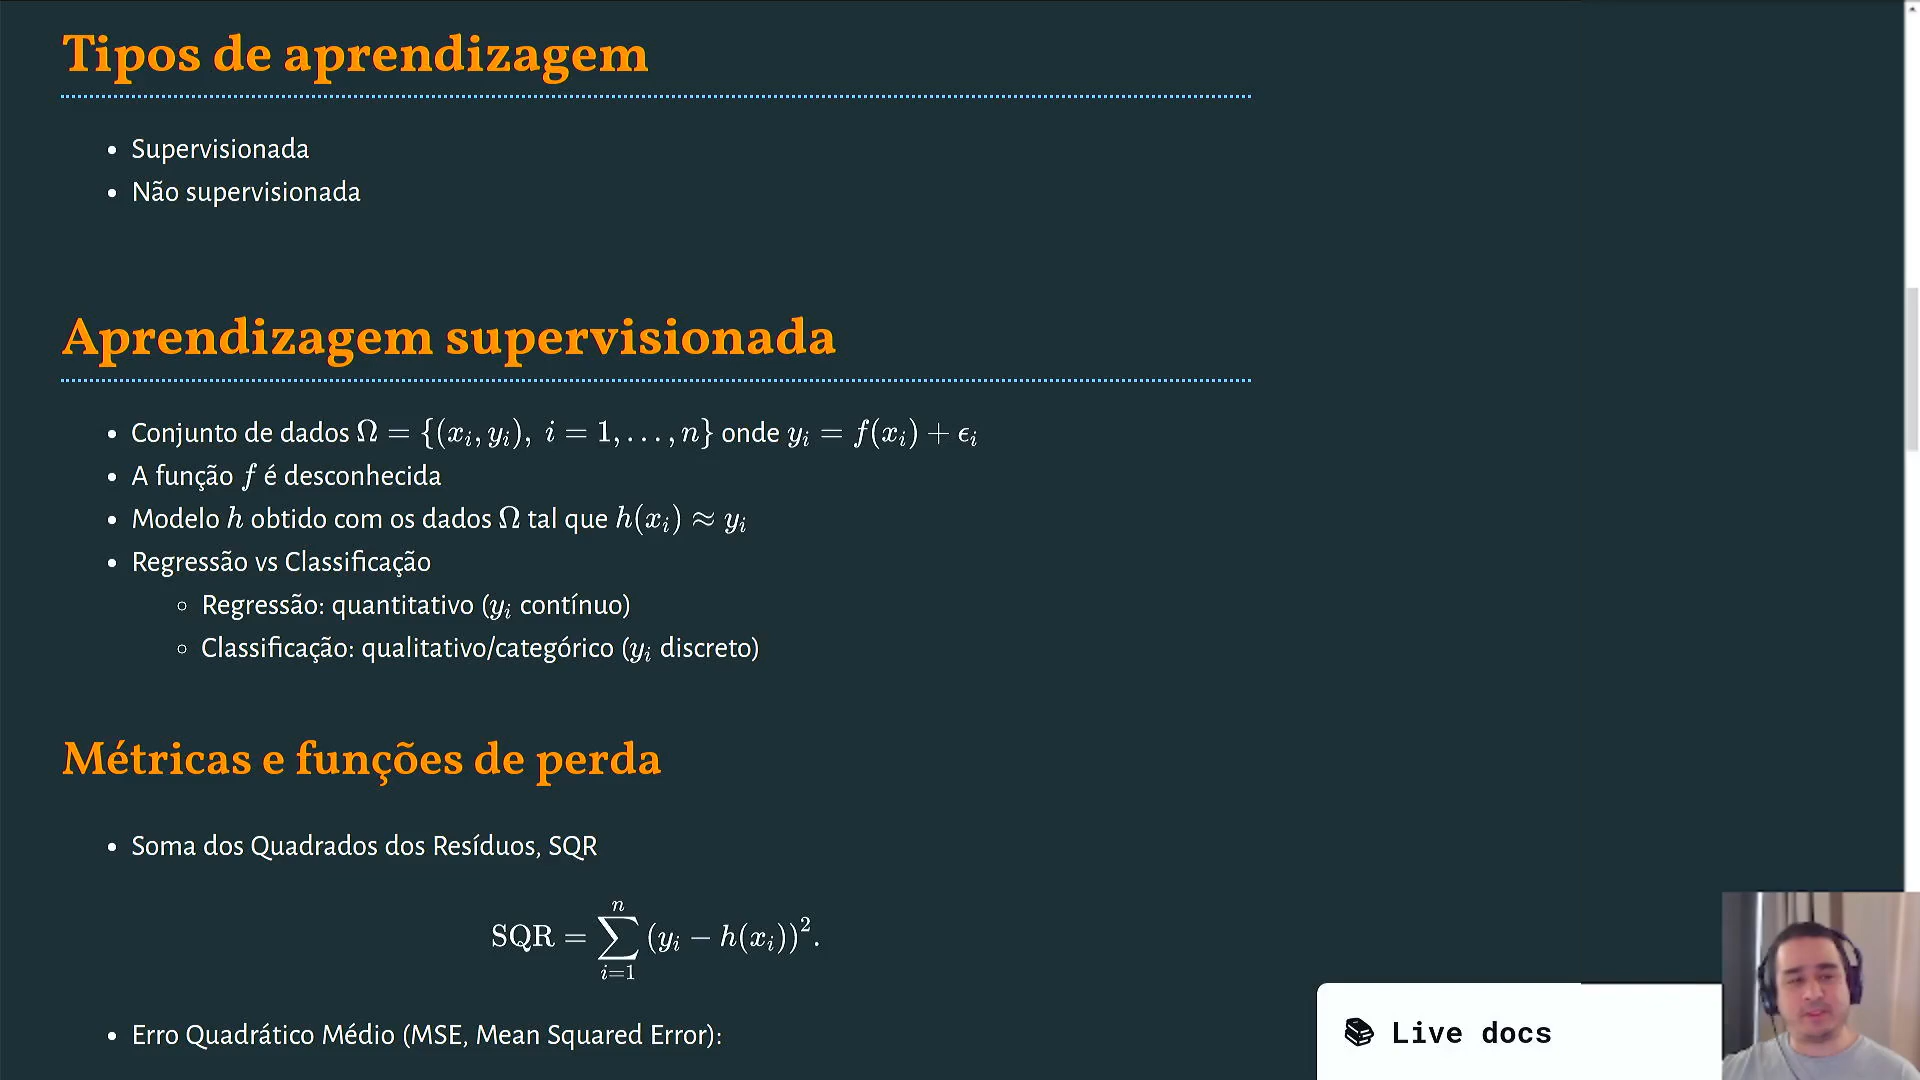 Tipos de aprendizagem
• Supervisionada
• Não supervisionada
Aprendizagem supervisionada
• Conjunto de dados Ω = {(xᵢ, yᵢ), i = 1, . . . , n} onde yᵢ = f(xᵢ) + ϵᵢ
• A função f é desconhecida
• Modelo h obtido com os dados Ω tal que h(xᵢ) ≈ yᵢ
• Regressão vs Classificação
◦ Regressão: quantitativo (yᵢ contínuo)
◦ Classificação: qualitativo/categórico (yᵢ discreto)
Métricas e funções de perda
• Soma dos Quadrados dos Resíduos, SQR
SQR = ∑ᵢ₌₁ⁿ (yᵢ − h(xᵢ))².
• Erro Quadrático Médio (MSE, Mean Squared Error):
📚 Live docs